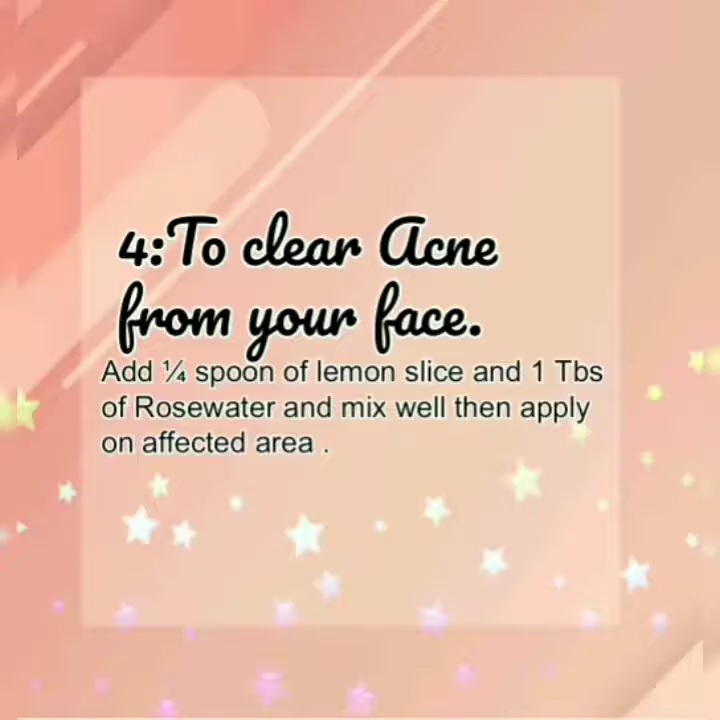 4:To clear Acne
from your face.
Add ¼ spoon of lemon slice and 1 Tbs
of Rosewater and mix well then apply
on affected area .